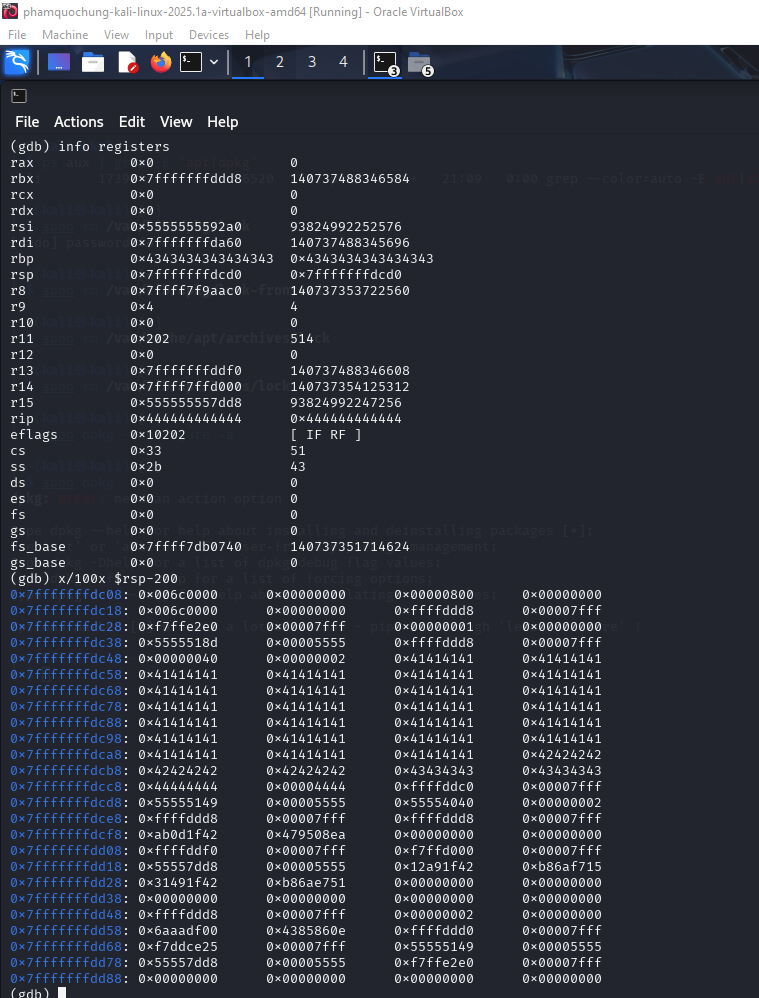 phamquochung-kali-linux-2025.1a-virtualbox-amd64 [Running] - Oracle VirtualBox
File Machine View Input Devices Help
1 2 3 4 3 5
File Actions Edit View Help
(gdb) info registers
rax 0×0 0
rbx 0×7fffffffddd8 140737488346584
rcx 0×0 0
rdx 0×0 0
rsi 0×5555555592a0 93824992252576
rdi 0×7fffffffda60 140737488345696
rbp 0×4343434343434343 0×4343434343434343
rsp 0×7fffffffdcd0 0×7fffffffdcd0
r8 0×7ffff7f9aac0 140737353722560
r9 0×4 4
r10 0×0 0
r11 0×202 514
r12 0×0 0
r13 0×7fffffffddf0 140737488346608
r14 0×7ffff7ffd000 140737354125312
r15 0×555555557dd8 93824992247256
rip 0×444444444444 0×444444444444
eflags 0×10202 [ IF RF ]
cs 0×33 51
ss 0×2b 43
ds 0×0 0
es 0×0 0
fs 0×0 0
gs 0×0 0
fs_base 0×7ffff7db0740 140737351714624
gs_base 0×0 0
(gdb) x/100x $rsp-200
0×7fffffffdc08: 0×006c0000 0×00000000 0×00000800 0×00000000
0×7fffffffdc18: 0×006c0000 0×00000000 0×ffffddd8 0×00007fff
0×7fffffffdc28: 0×f7ffe2e0 0×00007fff 0×00000001 0×00000000
0×7fffffffdc38: 0×5555518d 0×00005555 0×ffffddd8 0×00007fff
0×7fffffffdc48: 0×00000040 0×00000002 0×41414141 0×41414141
0×7fffffffdc58: 0×41414141 0×41414141 0×41414141 0×41414141
0×7fffffffdc68: 0×41414141 0×41414141 0×41414141 0×41414141
0×7fffffffdc78: 0×41414141 0×41414141 0×41414141 0×41414141
0×7fffffffdc88: 0×41414141 0×41414141 0×41414141 0×41414141
0×7fffffffdc98: 0×41414141 0×41414141 0×41414141 0×41414141
0×7fffffffdca8: 0×41414141 0×41414141 0×41414141 0×42424242
0×7fffffffdcb8: 0×42424242 0×42424242 0×43434343 0×43434343
0×7fffffffdcc8: 0×44444444 0×00004444 0×ffffddc0 0×00007fff
0×7fffffffdcd8: 0×55555149 0×00005555 0×55554040 0×00000002
0×7fffffffdce8: 0×ffffddd8 0×00007fff 0×ffffddd8 0×00007fff
0×7fffffffdcf8: 0×ab0d1f42 0×479508ea 0×00000000 0×00000000
0×7fffffffdd08: 0×ffffddf0 0×00007fff 0×f7ffd000 0×00007fff
0×7fffffffdd18: 0×55557dd8 0×00005555 0×12a91f42 0×b86af715
0×7fffffffdd28: 0×31491f42 0×b86ae751 0×00000000 0×00000000
0×7fffffffdd38: 0×00000000 0×00000000 0×00000000 0×00000000
0×7fffffffdd48: 0×ffffddd8 0×00007fff 0×00000002 0×00000000
0×7fffffffdd58: 0×6aaadf00 0×4385860e 0×ffffddd0 0×00007fff
0×7fffffffdd68: 0×f7ddce25 0×00007fff 0×55555149 0×00005555
0×7fffffffdd78: 0×55557dd8 0×00005555 0×f7ffe2e0 0×00007fff
0×7fffffffdd88: 0×00000000 0×00000000 0×00000000 0×00000000
(gdb)